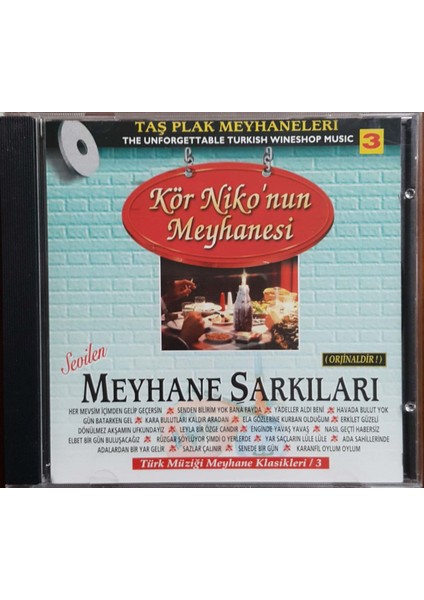 TAŞ PLAK MEYHANELERİ
THE UNFORGETTABLE TURKISH WINESHOP MUSIC
3
Kör Niko'nun
Meyhanesi
(ORJİNALDİR!)
Sevilen
MEYHANE ŞARKILARI
HER MEVSİM İÇİMDEN GELİP GEÇERSİN SENDEN BİLİRİM YOK BANA FAYDA YADELLER ALDI BENİ HAVADA BULUT YOK
GÜN BATARKEN GEL KARA BULUTLARI KALDIR ARADAN ELA GÖZLERİNE KURBAN OLDUĞUM ERKİLET GÜZELİ
DÖNÜLMEZ AKŞAMIN UFKUNDAYIZ LEYLA BİR ÖZGE CANDIR ENGİNDE YAVAŞ YAVAŞ NASIL GEÇTİ HABERSİZ
ELBET BİR GÜN BULUŞACAĞIZ RÜZGAR SÖYLÜYOR ŞİMDİ O YERLERDE YAR SAÇLARIN LÜLE LÜLE ADA SAHİLLERİNDE
ADALARDAN BİR YAR GELİR SAZLAR ÇALINIR SENEDE BİR GÜN KARANFİL OYLUM OYLUM
Türk Müziği Meyhane Klasikleri / 3